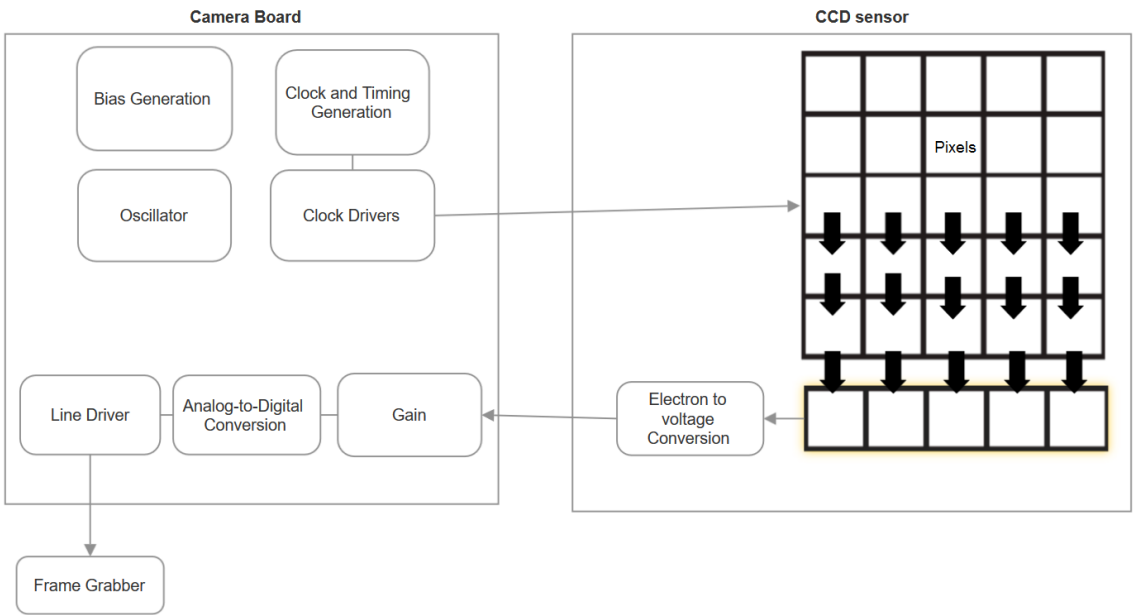 Camera Board
CCD sensor
Bias Generation
Clock and Timing
Generation
Pixels
Oscillator
Clock Drivers
Line Driver
Analog-to-Digital
Conversion
Gain
Electron to
voltage
Conversion
Frame Grabber